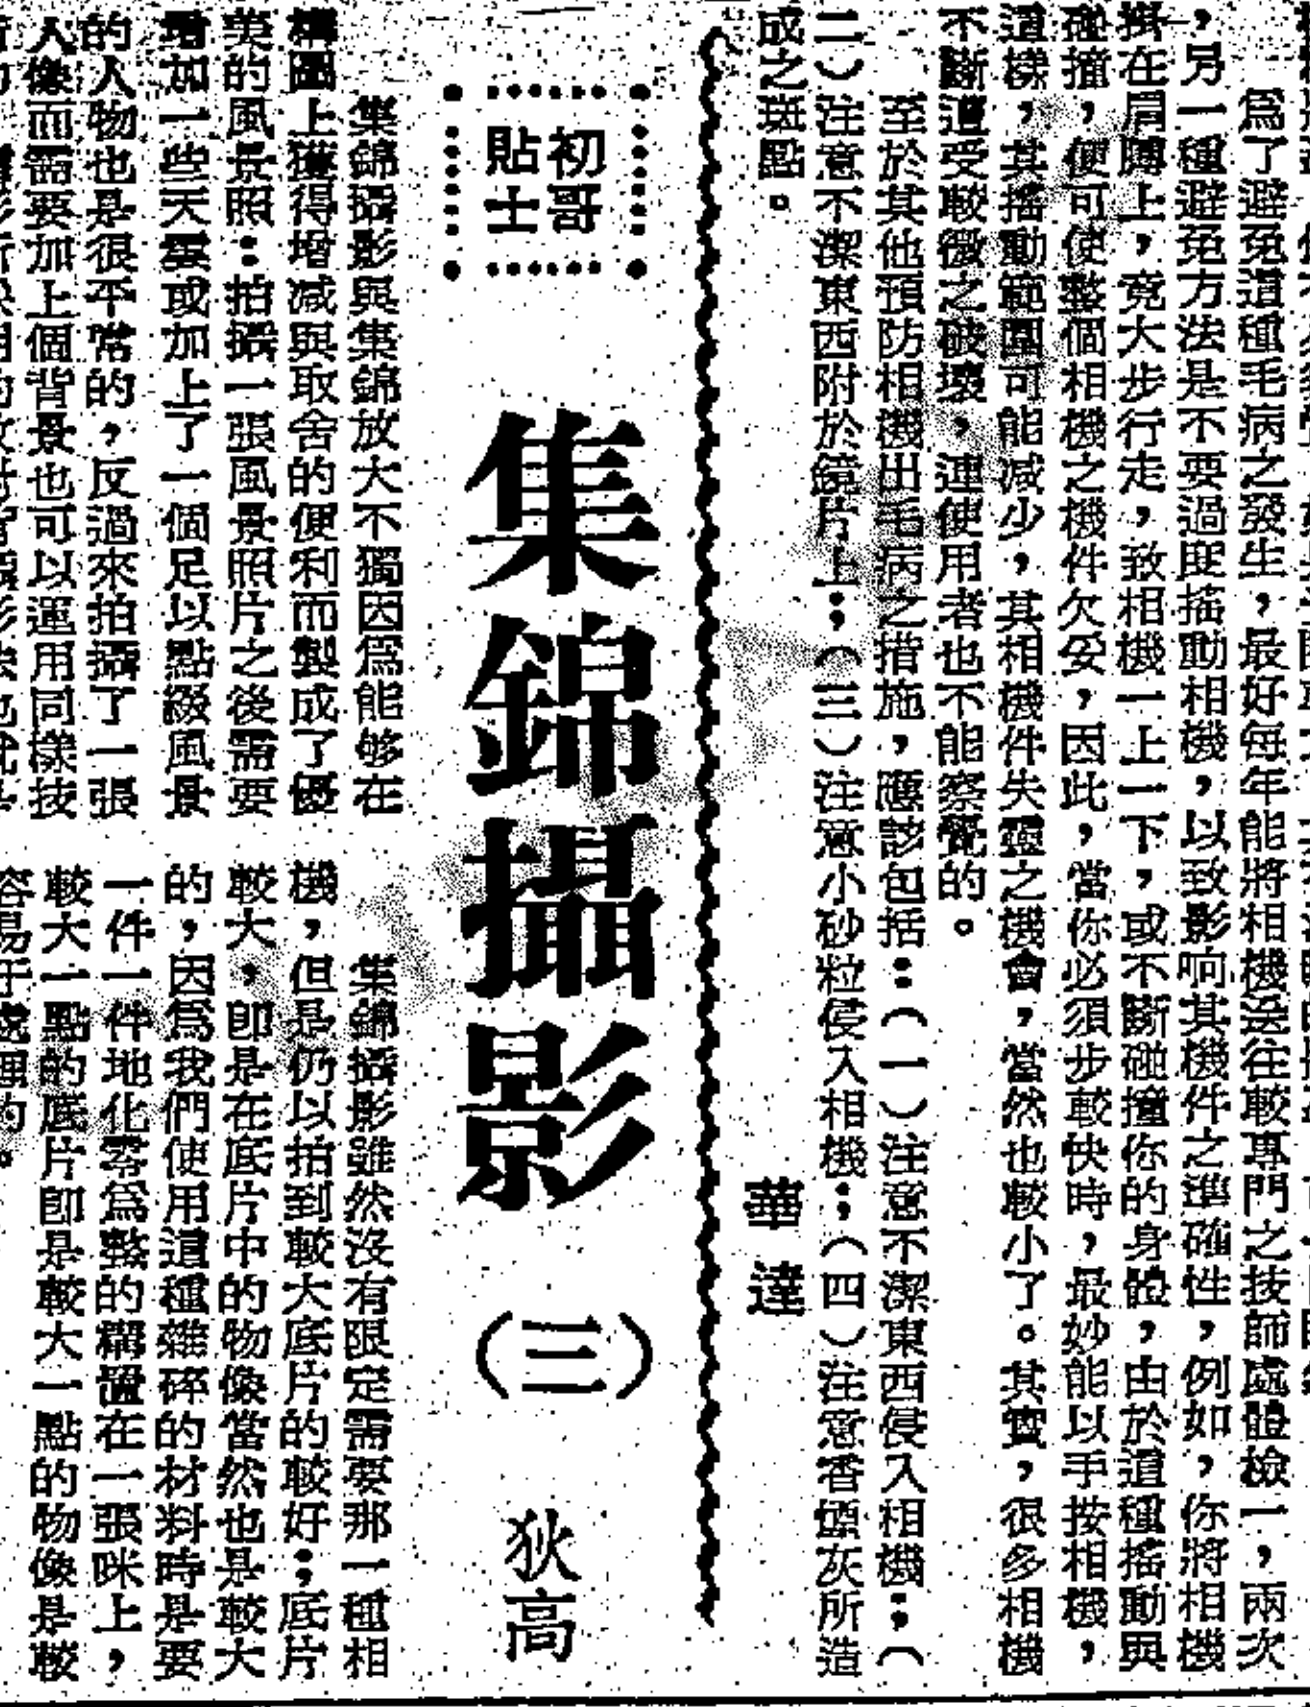 爲了避免這種毛病之發生，最好每年能將相機送往較專門之技師處體檢一，兩次
，另一種避免方法是不要過度搖動相機，以致影响其機件之準確性，例如，你將相機
掛在肩膊上，竟大步行走，致相機一上一下，或不斷碰撞你的身體，由於這種搖動與
碰撞，便可使整個相機之機件欠妥，因此，當你必須步較快時，最妙能以手按相機，
這樣，其搖動範圍可能减少，其相機件失靈之機會，當然也較小了。其實，很多相機
不斷遭受較微之破壞，連使用者也不能察覺的。
至於其他預防相機出毛病之措施，應該包括：（一）注意不潔東西侵入相機；（
二）注意不潔東西附於鏡片上；（三）注意小砂粒侵入相機；（四）注意香煙灰所造
成之斑點。
華達
初哥
貼士
集錦攝影（三）
狄高
集錦攝影與集錦放大不獨因爲能够在
構圖上獲得增减與取舍的便利而製成了優
美的風景照：拍攝一張風景照片之後需要
增加一些天雲或加上了一個足以點綴風景
的人物也是很平常的，反過來拍攝了一張
人像而需要加上個背景也可以運用同樣技
集錦攝影雖然沒有限定需要那一種相
機，但是仍以拍到較大底片的較好；底片
較大，卽是在底片中的物像當然也是較大
的，因爲我們使用這種雜碎的材料時是要
一件一件地化零爲整的構置在一張咪上，
較大一點的底片卽是較大一點的物像是較
容易于處理的。